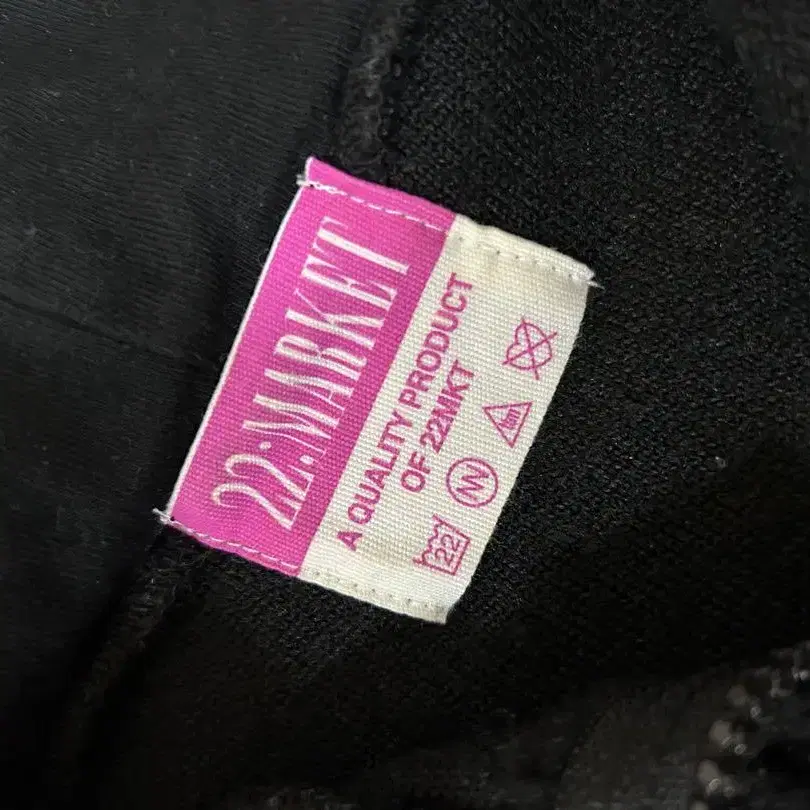 22:MARKET
A QUALITY PRODUCT
OF 22MKT
22